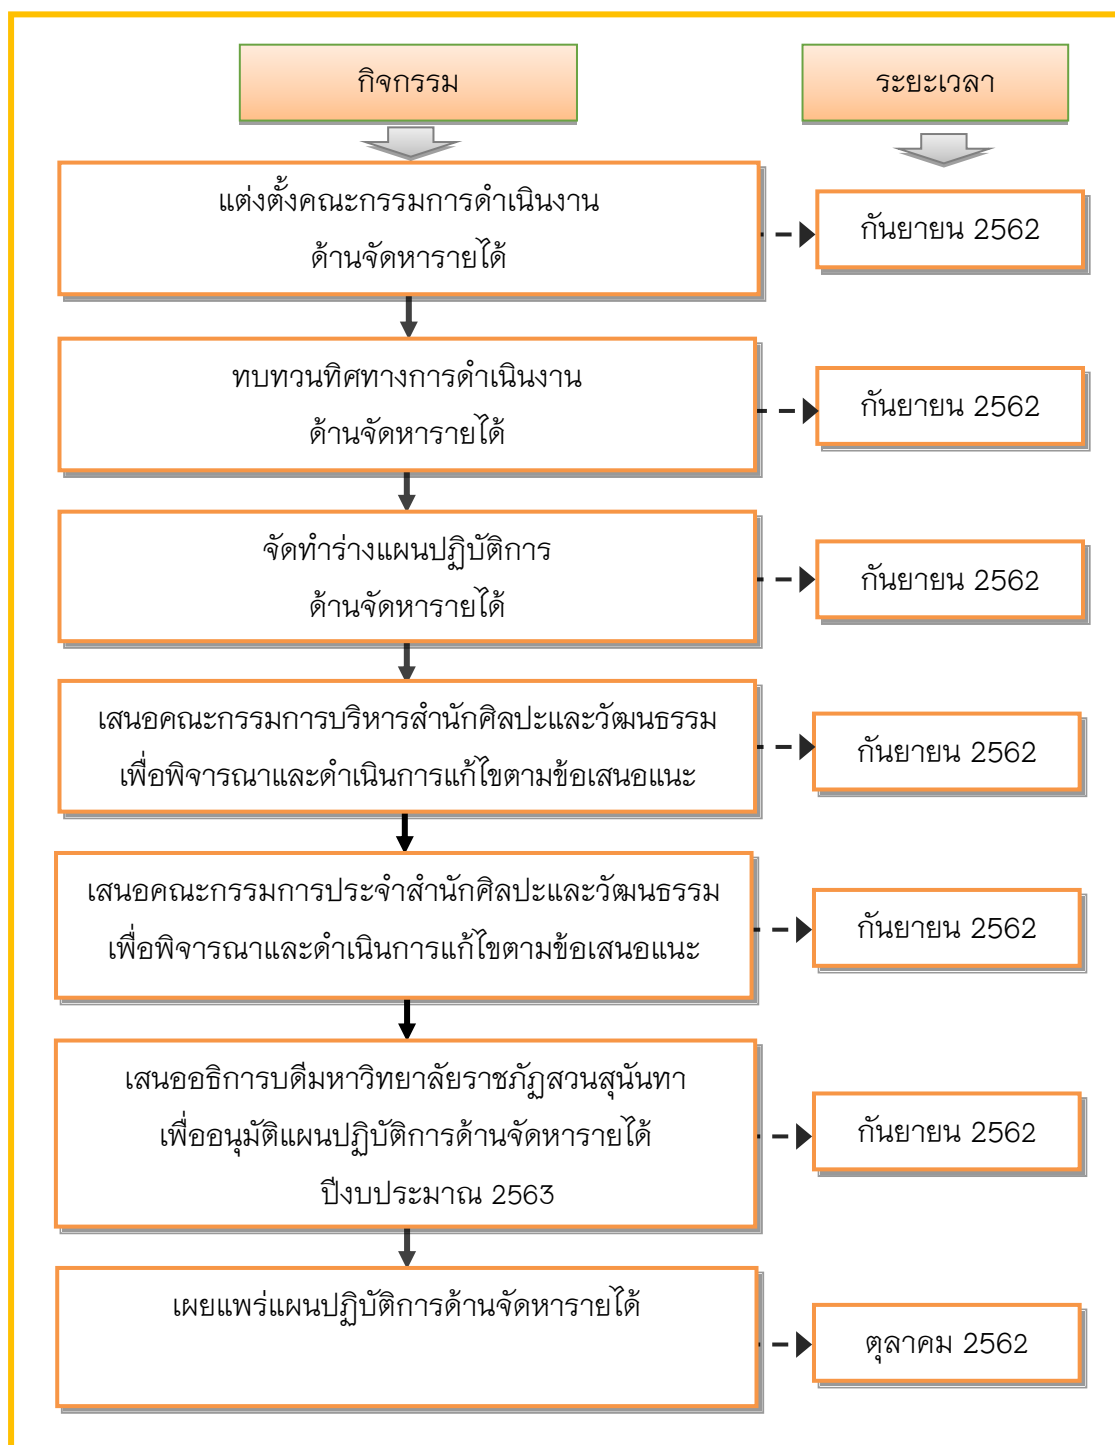 กิจกรรม
ระยะเวลา
แต่งตั้งคณะกรรมการดำเนินงาน
ด้านจัดหารายได้
กันยายน 2562
ทบทวนทิศทางการดำเนินงาน
ด้านจัดหารายได้
กันยายน 2562
จัดทำร่างแผนปฏิบัติการ
ด้านจัดหารายได้
กันยายน 2562
เสนอคณะกรรมการบริหารสำนักศิลปะและวัฒนธรรม
เพื่อพิจารณาและดำเนินการแก้ไขตามข้อเสนอแนะ
กันยายน 2562
เสนอคณะกรรมการประจำสำนักศิลปะและวัฒนธรรม
เพื่อพิจารณาและดำเนินการแก้ไขตามข้อเสนอแนะ
กันยายน 2562
เสนออธิการบดีมหาวิทยาลัยราชภัฏสวนสุนันทา
เพื่ออนุมัติแผนปฏิบัติการด้านจัดหารายได้
ปีงบประมาณ 2563
กันยายน 2562
เผยแพร่แผนปฏิบัติการด้านจัดหารายได้
ตุลาคม 2562